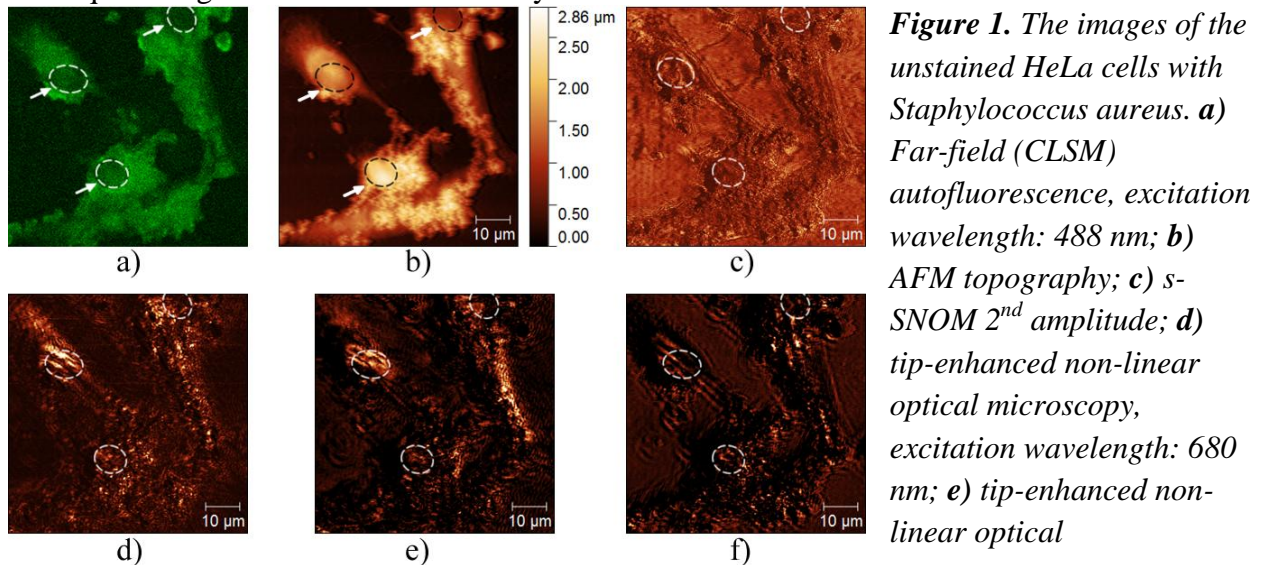 2.86 µm
2.50
2.00
1.50
1.00
0.50
0.00
10 µm
10 µm
a)
b)
c)
10 µm
10 µm
10 µm
d)
e)
f)
Figure 1. The images of the
unstained HeLa cells with
Staphylococcus aureus. a)
Far-field (CLSM)
autofluorescence, excitation
wavelength: 488 nm; b)
AFM topography; c) s-
SNOM 2nd amplitude; d)
tip-enhanced non-linear
optical microscopy,
excitation wavelength: 680
nm; e) tip-enhanced non-
linear optical